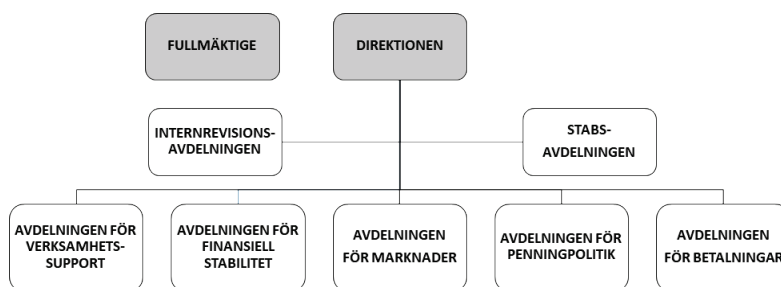 FULLMÄKTIGE
DIREKTIONEN
INTERNREVISIONS-
AVDELNINGEN
STABS-
AVDELNINGEN
AVDELNINGEN FÖR
VERKSAMHETS-
SUPPORT
AVDELNINGEN FÖR
FINANSIELL
STABILITET
AVDELNINGEN
FÖR MARKNADER
AVDELNINGEN FÖR
PENNINGPOLITIK
AVDELNINGEN
FÖR BETALNINGAR